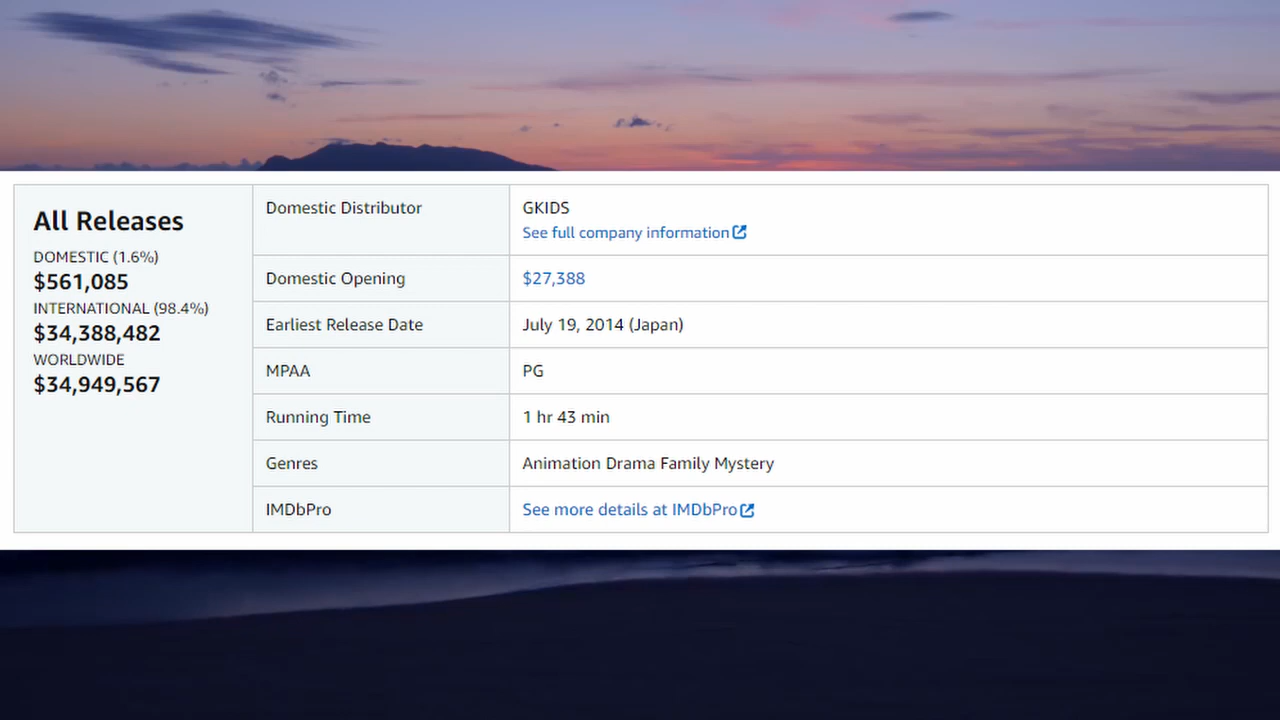 All Releases
DOMESTIC (1.6%)
$561,085
INTERNATIONAL (98.4%)
$34,388,482
WORLDWIDE
$34,949,567
Domestic Distributor
GKIDS
See full company information
Domestic Opening
$27,388
Earliest Release Date
July 19, 2014 (Japan)
MPAA
PG
Running Time
1 hr 43 min
Genres
Animation Drama Family Mystery
IMDbPro
See more details at IMDbPro